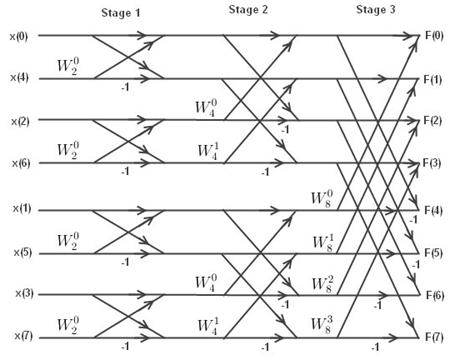 Stage 1 Stage 2 Stage 3
x(0) F(0)
W_2^0
x(4) -1 F(1)
W_4^0
x(2) -1 F(2)
W_2^0 W_4^1
x(6) -1 -1 F(3)
W_8^0
x(1) -1 F(4)
W_2^0 W_8^1
x(5) -1 -1 F(5)
W_4^0 W_8^2
x(3) -1 -1 F(6)
W_2^0 W_4^1 W_8^3
x(7) -1 -1 -1 F(7)